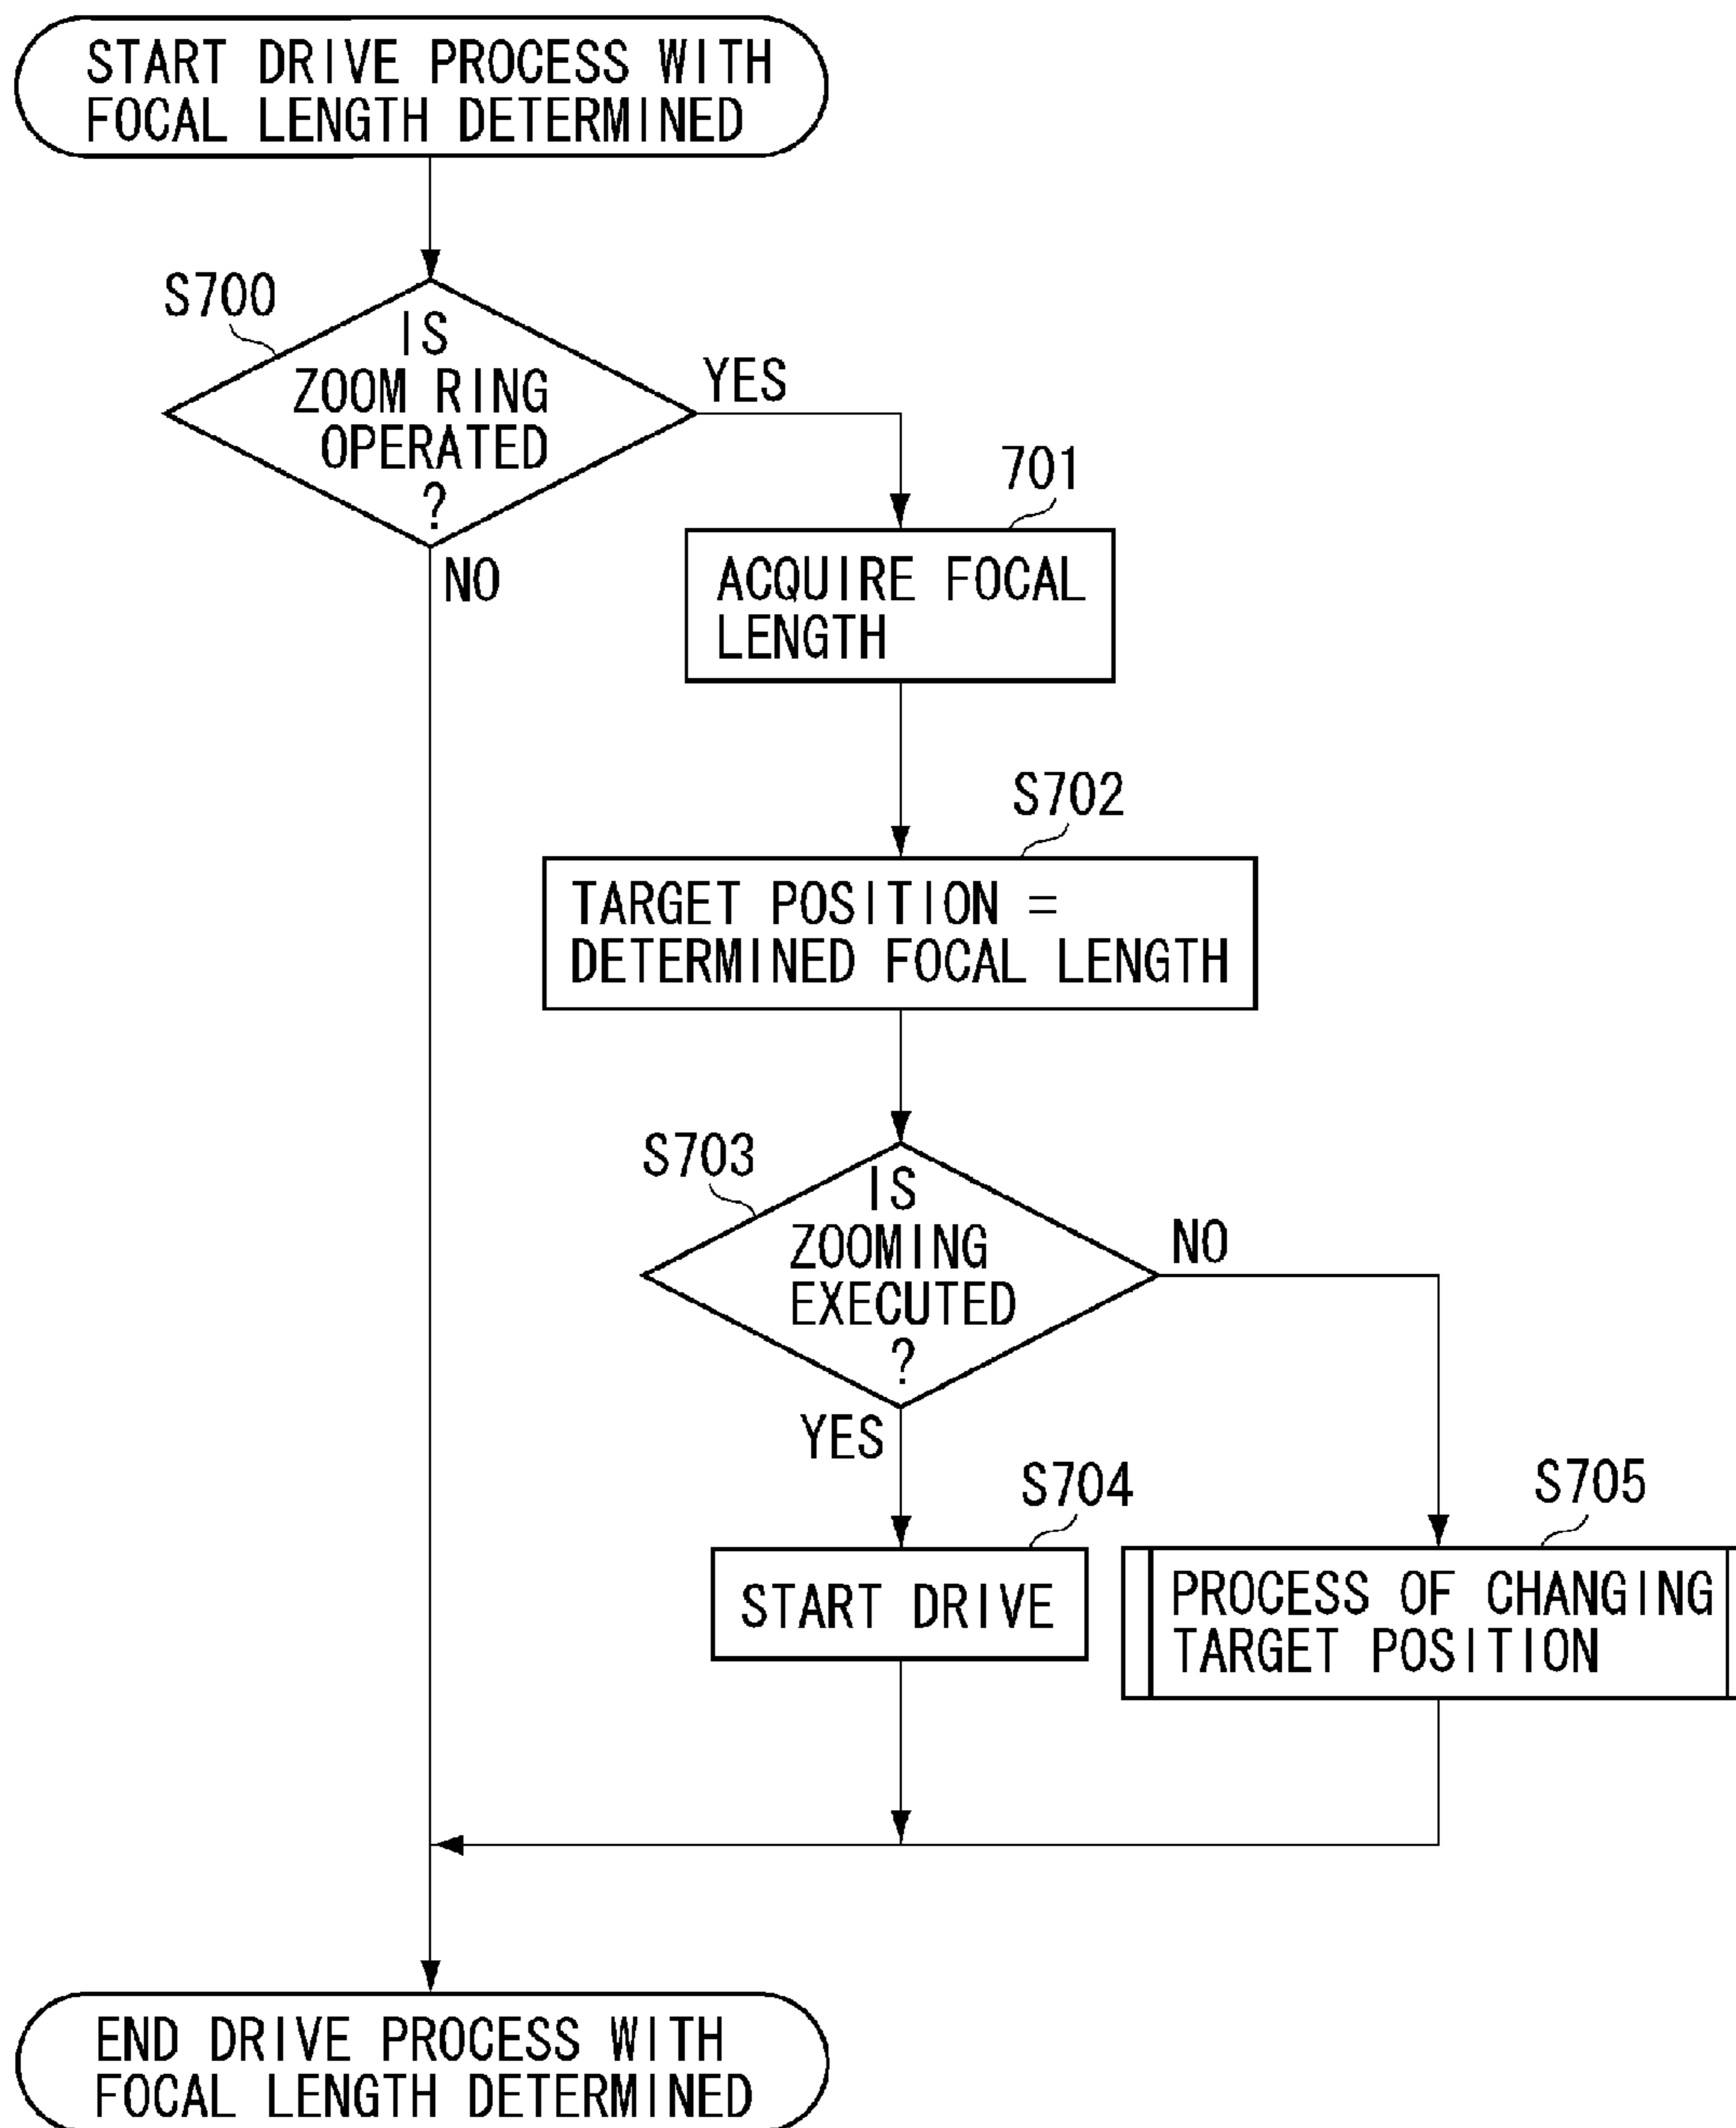 START DRIVE PROCESS WITH
FOCAL LENGTH DETERMINED
S700
IS
ZOOM RING
OPERATED
?
YES
NO
701
ACQUIRE FOCAL
LENGTH
S702
TARGET POSITION =
DETERMINED FOCAL LENGTH
S703
IS
ZOOMING
EXECUTED
?
NO
YES
S704
START DRIVE
S705
PROCESS OF CHANGING
TARGET POSITION
END DRIVE PROCESS WITH
FOCAL LENGTH DETERMINED